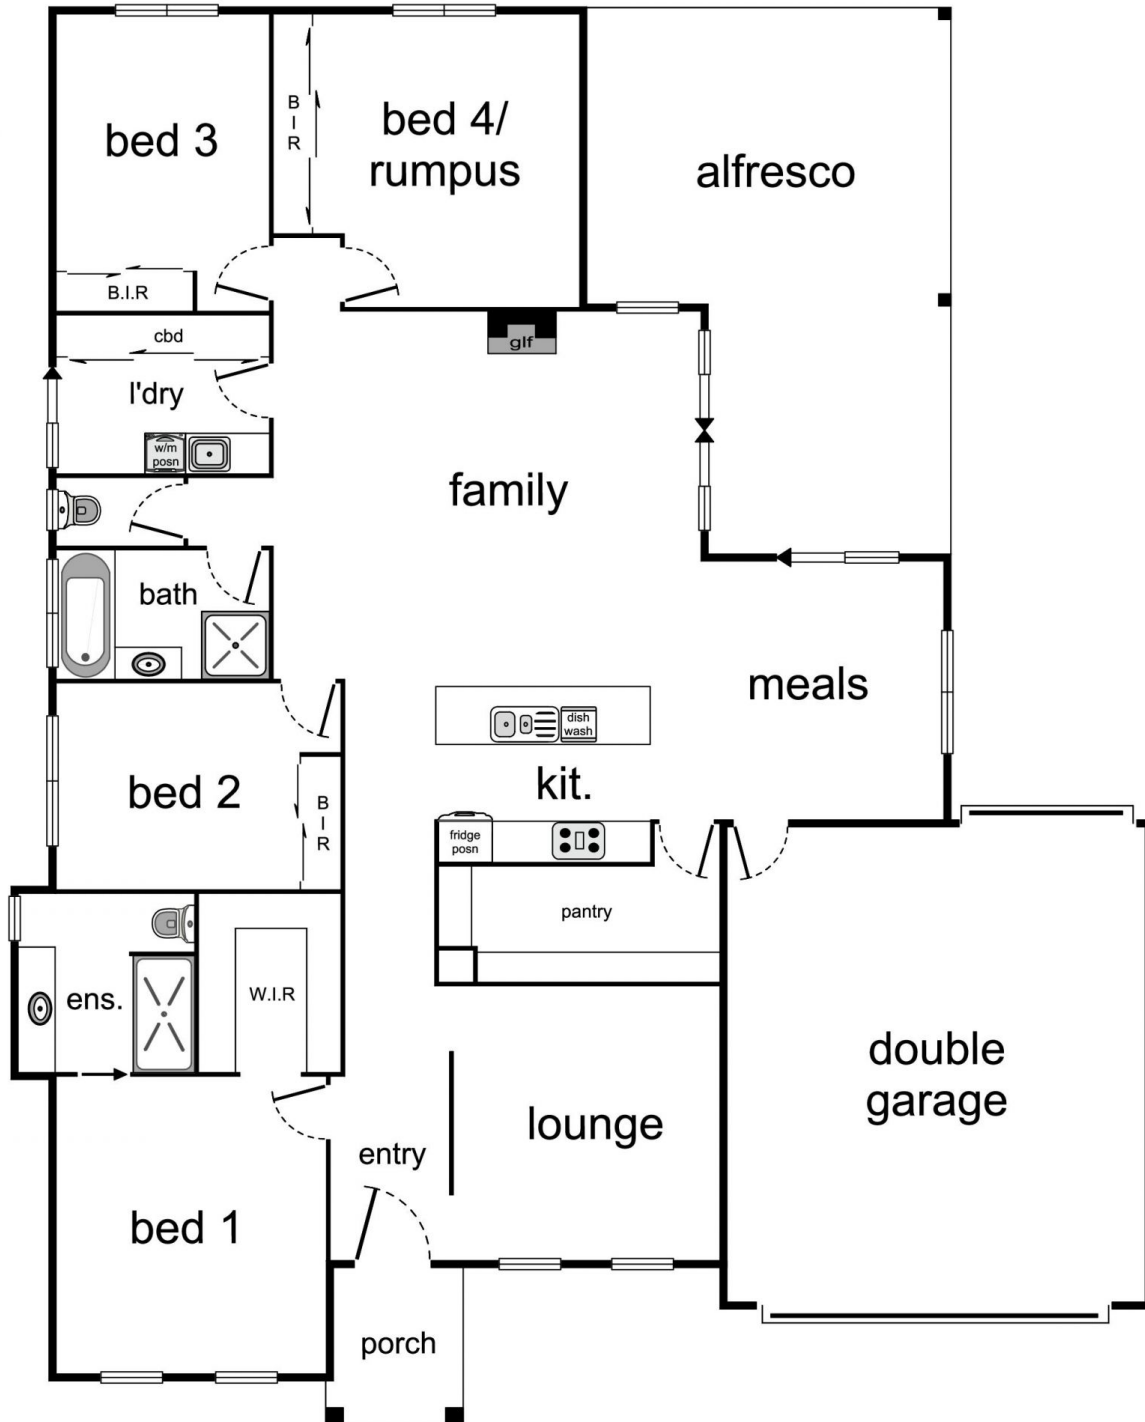 bed 3
B
I
R
bed 4/
rumpus
alfresco
B.I.R
cbd
glf
l'dry
w/m
posn
family
bath
meals
dish
wash
bed 2
kit.
B
I
R
fridge
posn
pantry
ens.
W.I.R
double
garage
lounge
entry
bed 1
porch